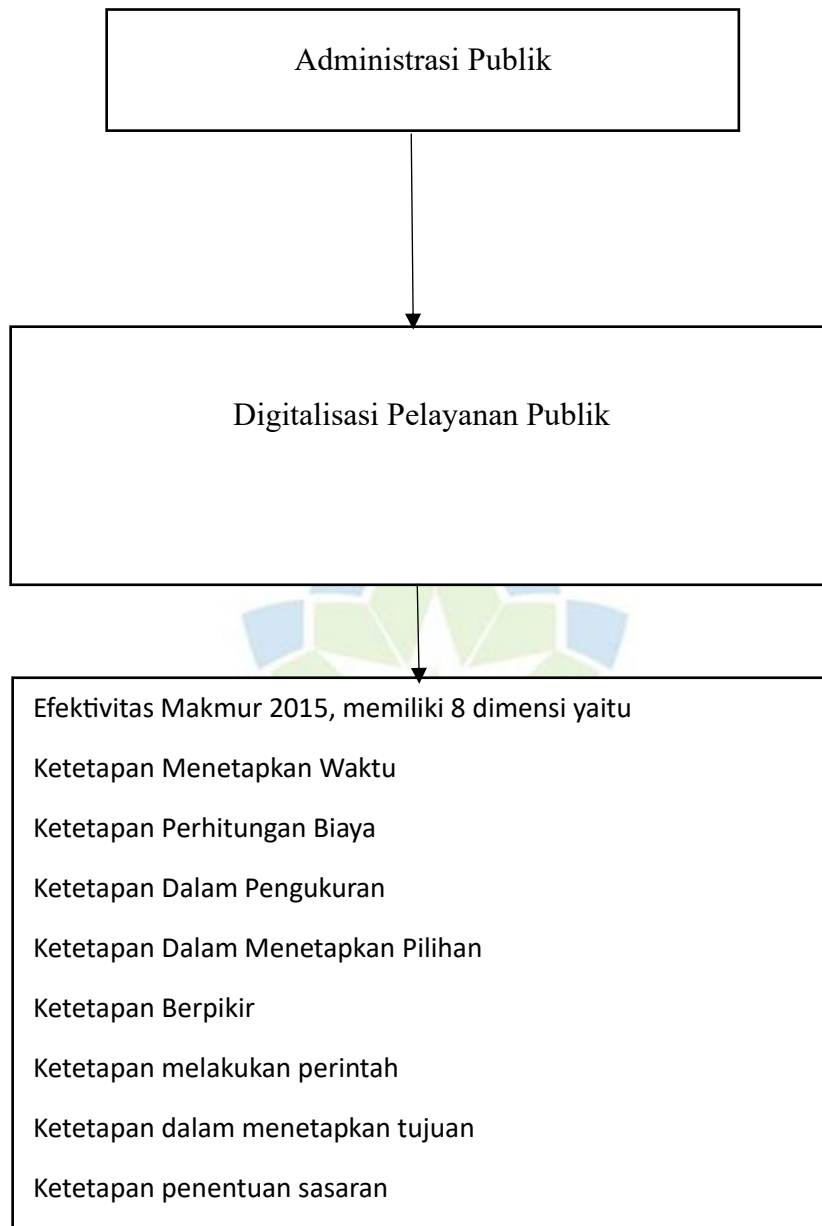 Administrasi Publik
Digitalisasi Pelayanan Publik
Efektivitas Makmur 2015, memiliki 8 dimensi yaitu
Ketetapan Menetapkan Waktu
Ketetapan Perhitungan Biaya
Ketetapan Dalam Pengukuran
Ketetapan Dalam Menetapkan Pilihan
Ketetapan Berpikir
Ketetapan melakukan perintah
Ketetapan dalam menetapkan tujuan
Ketetapan penentuan sasaran